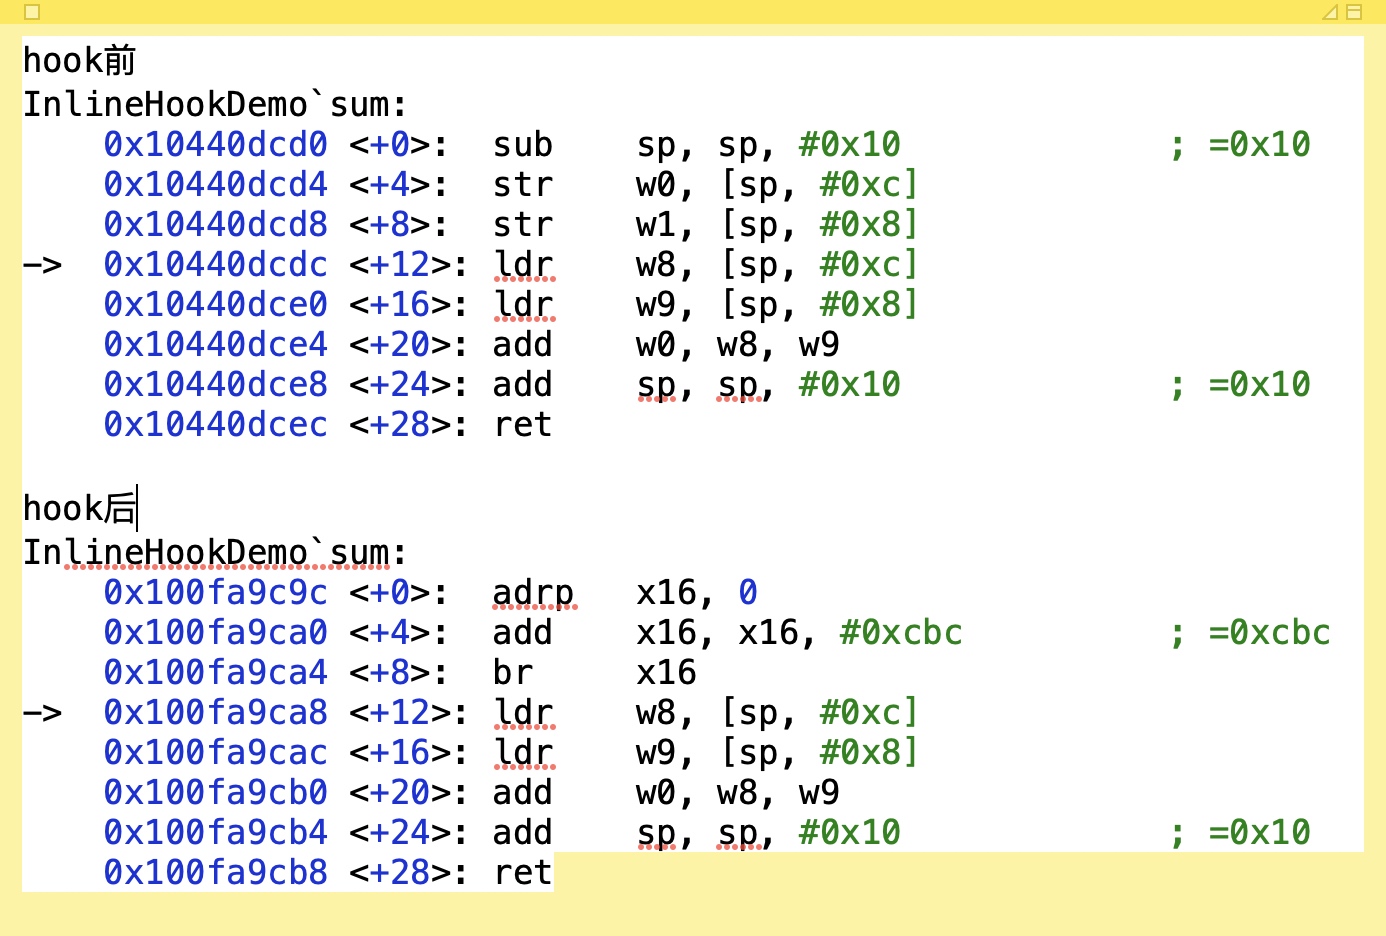 hook前
InlineHookDemo`sum:
0x10440dcd0 <+0>: sub sp, sp, #0x10 ; =0x10
0x10440dcd4 <+4>: str w0, [sp, #0xc]
0x10440dcd8 <+8>: str w1, [sp, #0x8]
-> 0x10440dcdc <+12>: ldr w8, [sp, #0xc]
0x10440dce0 <+16>: ldr w9, [sp, #0x8]
0x10440dce4 <+20>: add w0, w8, w9
0x10440dce8 <+24>: add sp, sp, #0x10 ; =0x10
0x10440dcec <+28>: ret
hook后
InlineHookDemo`sum:
0x100fa9c9c <+0>: adrp x16, 0
0x100fa9ca0 <+4>: add x16, x16, #0xcbc ; =0xcbc
0x100fa9ca4 <+8>: br x16
-> 0x100fa9ca8 <+12>: ldr w8, [sp, #0xc]
0x100fa9cac <+16>: ldr w9, [sp, #0x8]
0x100fa9cb0 <+20>: add w0, w8, w9
0x100fa9cb4 <+24>: add sp, sp, #0x10 ; =0x10
0x100fa9cb8 <+28>: ret